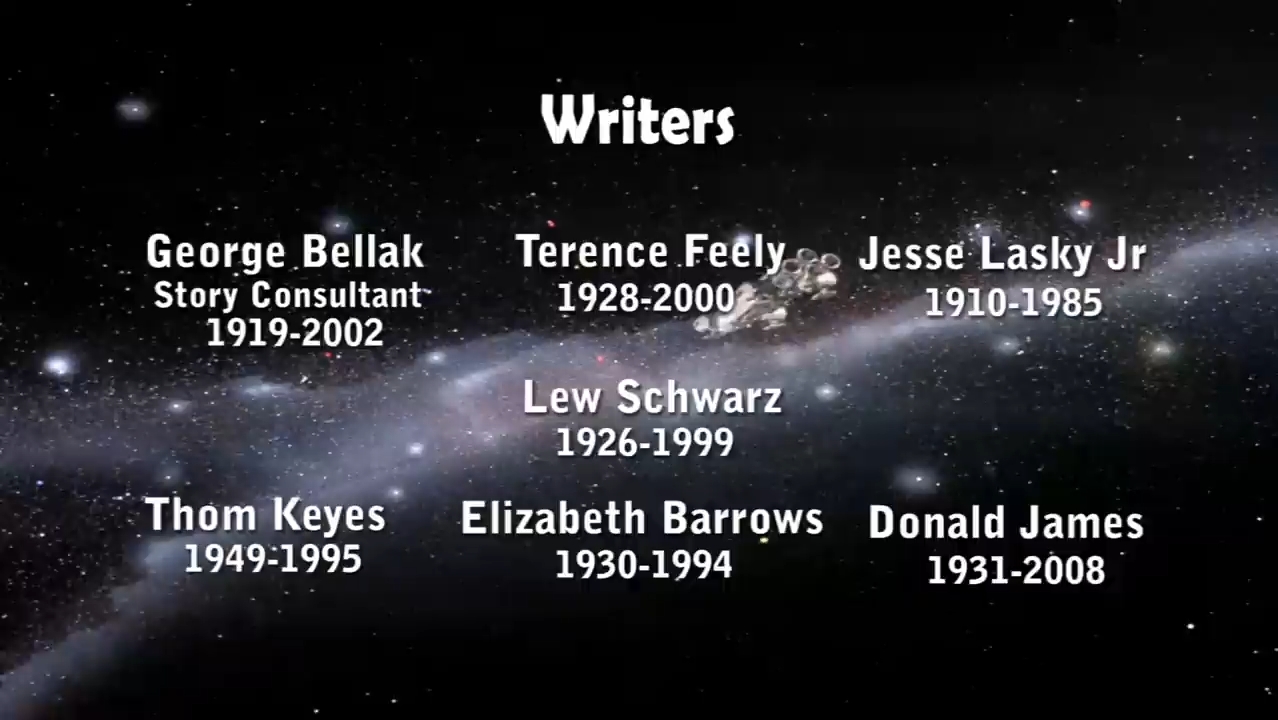 Writers
George Bellak
Story Consultant
1919-2002
Terence Feely
1928-2000
Jesse Lasky Jr
1910-1985
Lew Schwarz
1926-1999
Thom Keyes
1949-1995
Elizabeth Barrows
1930-1994
Donald James
1931-2008